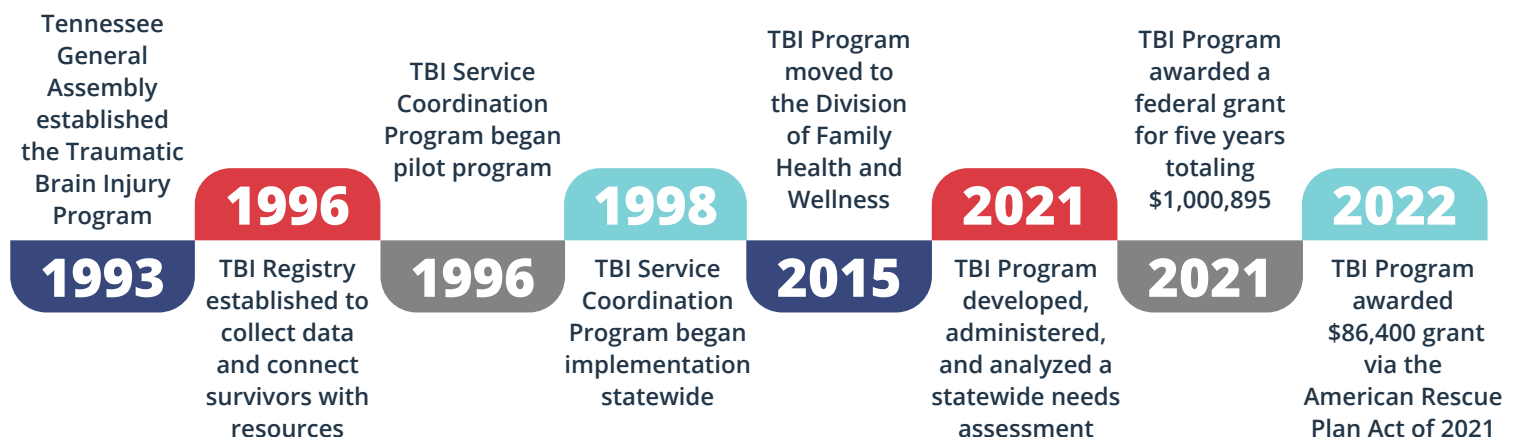 Tennessee
General
Assembly
established
the Traumatic
Brain Injury
Program
1993
1996
TBI Registry
established to
collect data
and connect
survivors with
resources
TBI Service
Coordination
Program began
pilot program
1996
1998
TBI Service
Coordination
Program began
implementation
statewide
TBI Program
moved to
the Division
of Family
Health and
Wellness
2015
2021
TBI Program
developed,
administered,
and analyzed a
statewide needs
assessment
TBI Program
awarded a
federal grant
for five years
totaling
$1,000,895
2021
2022
TBI Program
awarded
$86,400 grant
via the
American Rescue
Plan Act of 2021